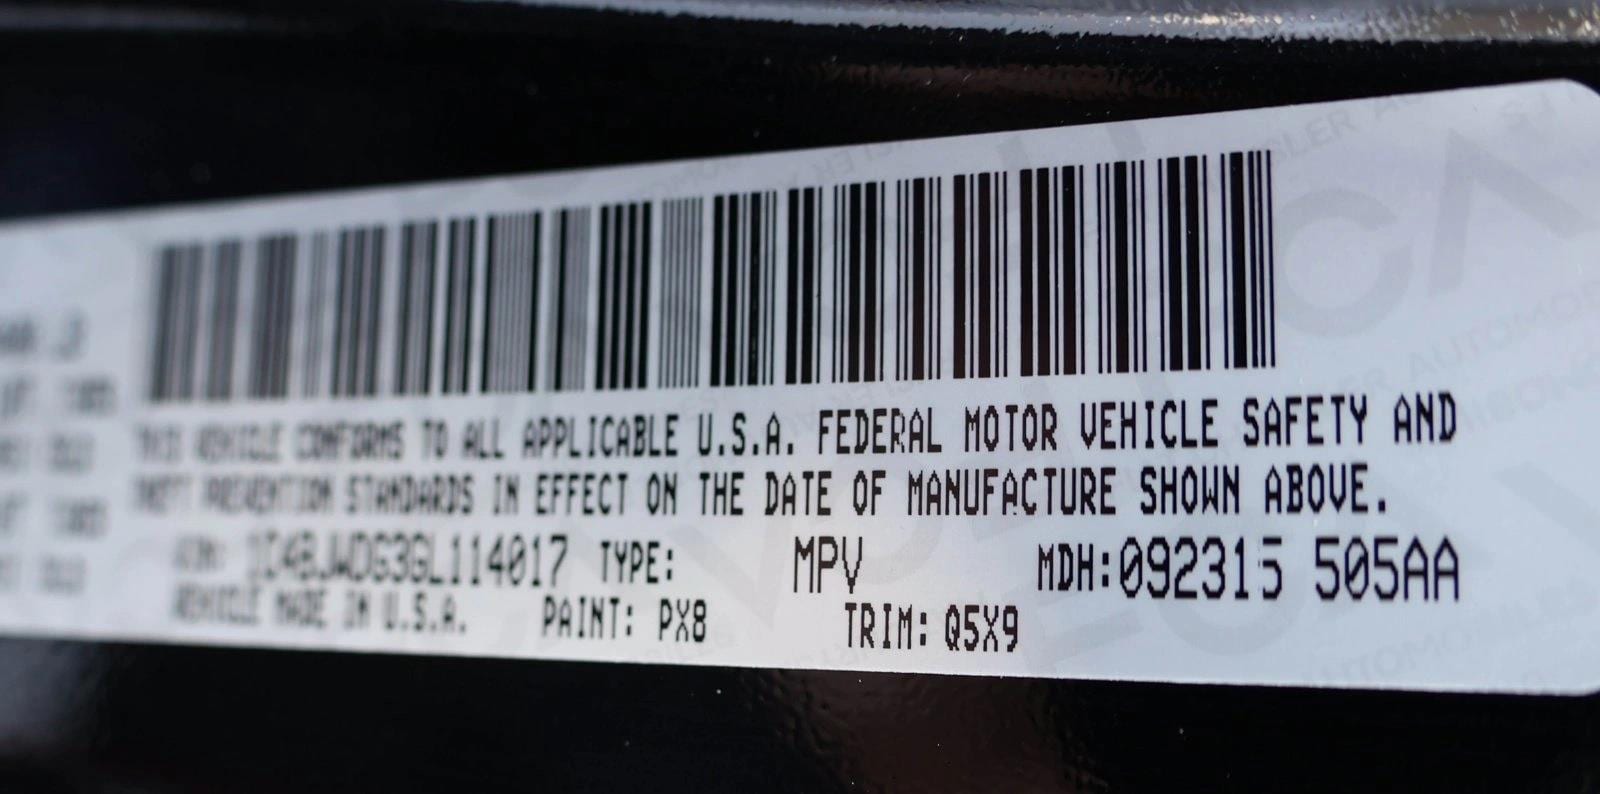 THIS VEHICLE CONFORMS TO ALL APPLICABLE U.S.A. FEDERAL MOTOR VEHICLE SAFETY AND
THEFT PREVENTION STANDARDS IN EFFECT ON THE DATE OF MANUFACTURE SHOWN ABOVE.
VIN: 1C4BJWDG3GL114017 TYPE: MPV MDH:092315 505AA
VEHICLE MADE IN U.S.A. PAINT: PX8 TRIM: Q5X9